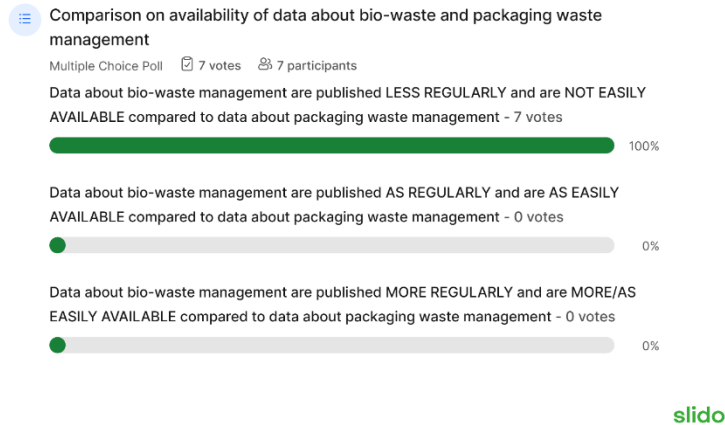 Comparison on availability of data about bio-waste and packaging waste
management
Multiple Choice Poll 7 votes 7 participants
Data about bio-waste management are published LESS REGULARLY and are NOT EASILY
AVAILABLE compared to data about packaging waste management - 7 votes
100%
Data about bio-waste management are published AS REGULARLY and are AS EASILY
AVAILABLE compared to data about packaging waste management - 0 votes
0%
Data about bio-waste management are published MORE REGULARLY and are MORE/AS
EASILY AVAILABLE compared to data about packaging waste management - 0 votes
0%
slido